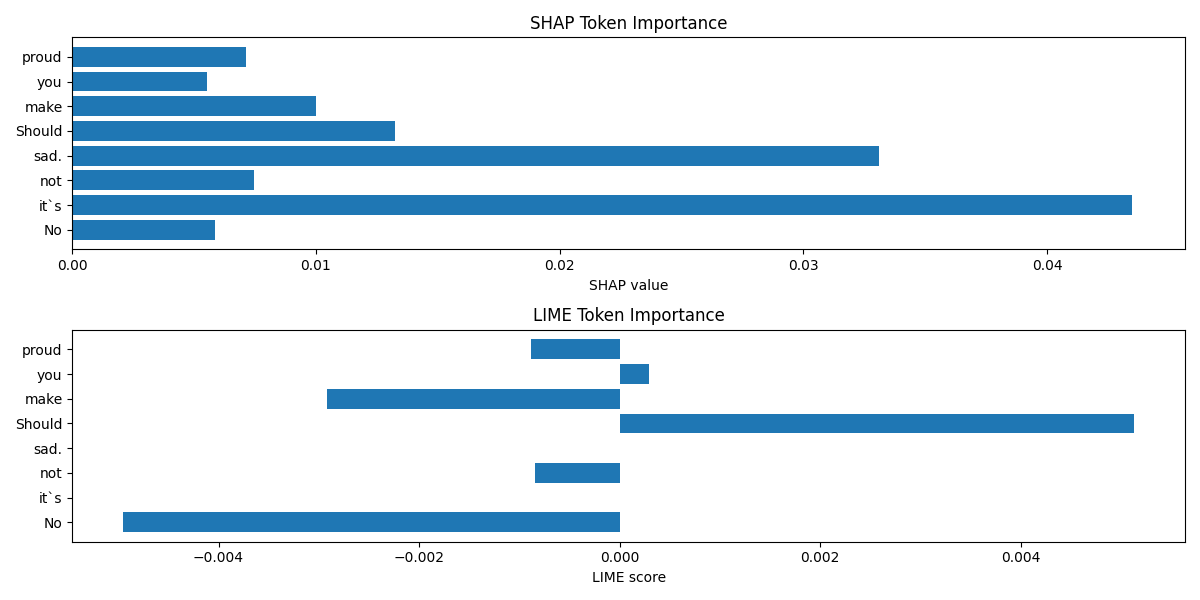 SHAP Token Importance
proud
you
make
Should
sad.
not
it`s
No
0.00 0.01 0.02 0.03 0.04
SHAP value
LIME Token Importance
proud
you
make
Should
sad.
not
it`s
No
−0.004 −0.002 0.000 0.002 0.004
LIME score